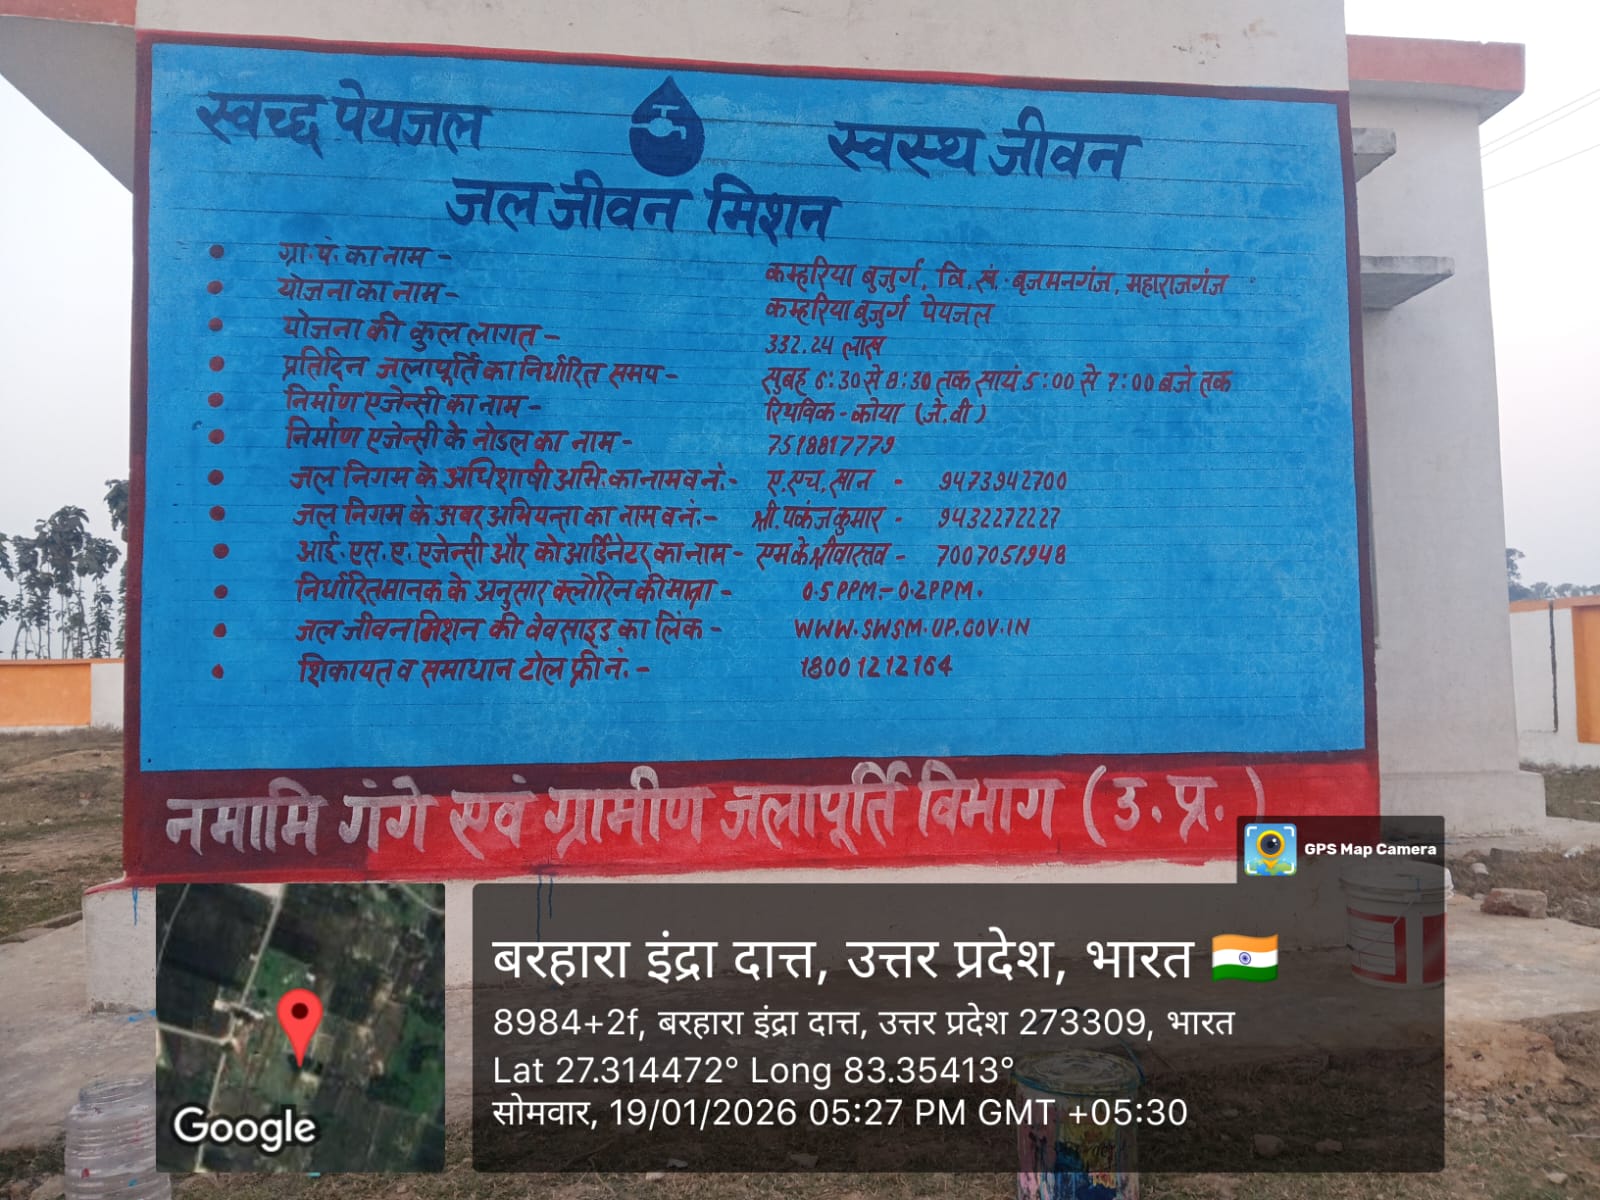 स्वच्छ पेयजल स्वस्थ जीवन
जल जीवन मिशन
ग्रा.पं. का नाम - कम्हरिया बुजुर्ग, वि.खं. बृजमनगंज, महाराजगंज
योजना का नाम - कम्हरिया बुजुर्ग पेयजल
योजना की कुल लागत - 332.24 लाख
प्रतिदिन जलापूर्ति का निर्धारित समय - सुबह 6:30 से 8:30 तक सायं 5:00 से 7:00 बजे तक
निर्माण एजेन्सी का नाम - रिथविक - कोया (जे.वी)
निर्माण एजेन्सी के नोडल का नाम - 7518817779
जल निगम के अधिशाषी अभि. का नाम व नं. - ए.एच. खान - 9473942700
जल निगम के अवर अभियन्ता का नाम व नं. - श्री. पकंज कुमार - 9432272227
आई.एस.ए. एजेन्सी और को आर्डिनेटर का नाम - एम के श्रीवास्तव - 7007051948
निर्धारित मानक के अनुसार क्लोरिन की मात्रा - 0.5 PPM - 0.2 PPM.
जल जीवन मिशन की वेवसाइड का लिंक - WWW.SWSM.UP.GOV.IN
शिकायत व समाधान टोल फ्री नं. - 18001212164
नमामि गंगे एवं ग्रामीण जलापूर्ति विभाग (उ.प्र.)
GPS Map Camera
बरहारा इंद्रा दात्त, उत्तर प्रदेश, भारत
8984+2f, बरहारा इंद्रा दात्त, उत्तर प्रदेश 273309, भारत
Lat 27.314472° Long 83.35413°
सोमवार, 19/01/2026 05:27 PM GMT +05:30
Google